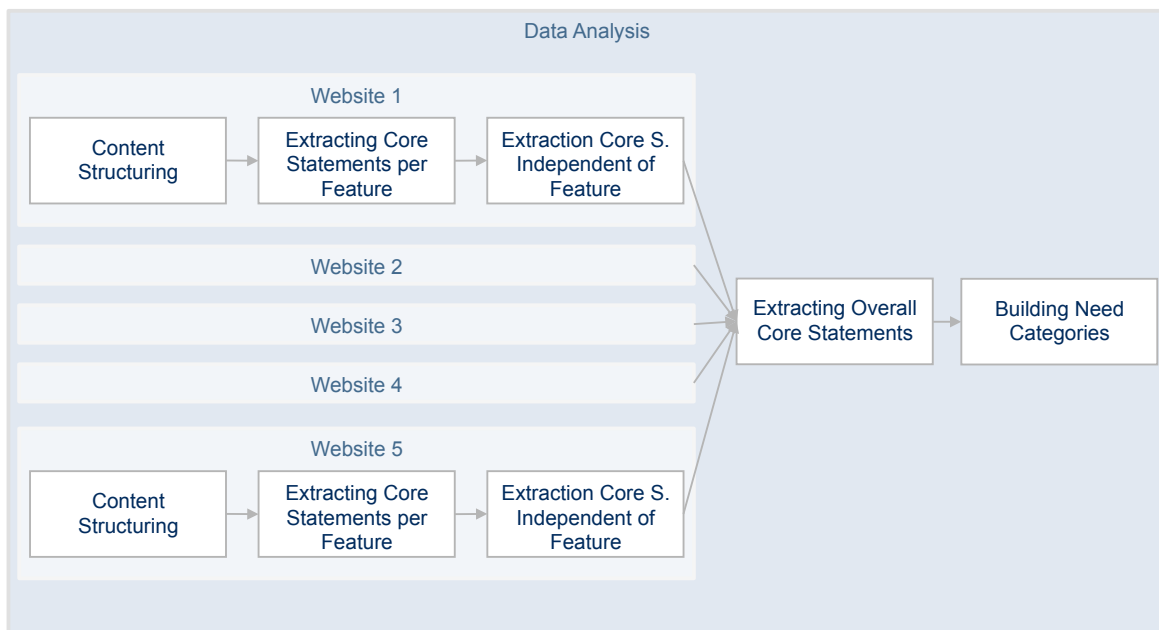 Data Analysis
Website 1
Content
Structuring
Extracting Core
Statements per
Feature
Extraction Core S.
Independent of
Feature
Website 2
Website 3
Website 4
Extracting Overall
Core Statements
Building Need
Categories
Website 5
Content
Structuring
Extracting Core
Statements per
Feature
Extraction Core S.
Independent of
Feature